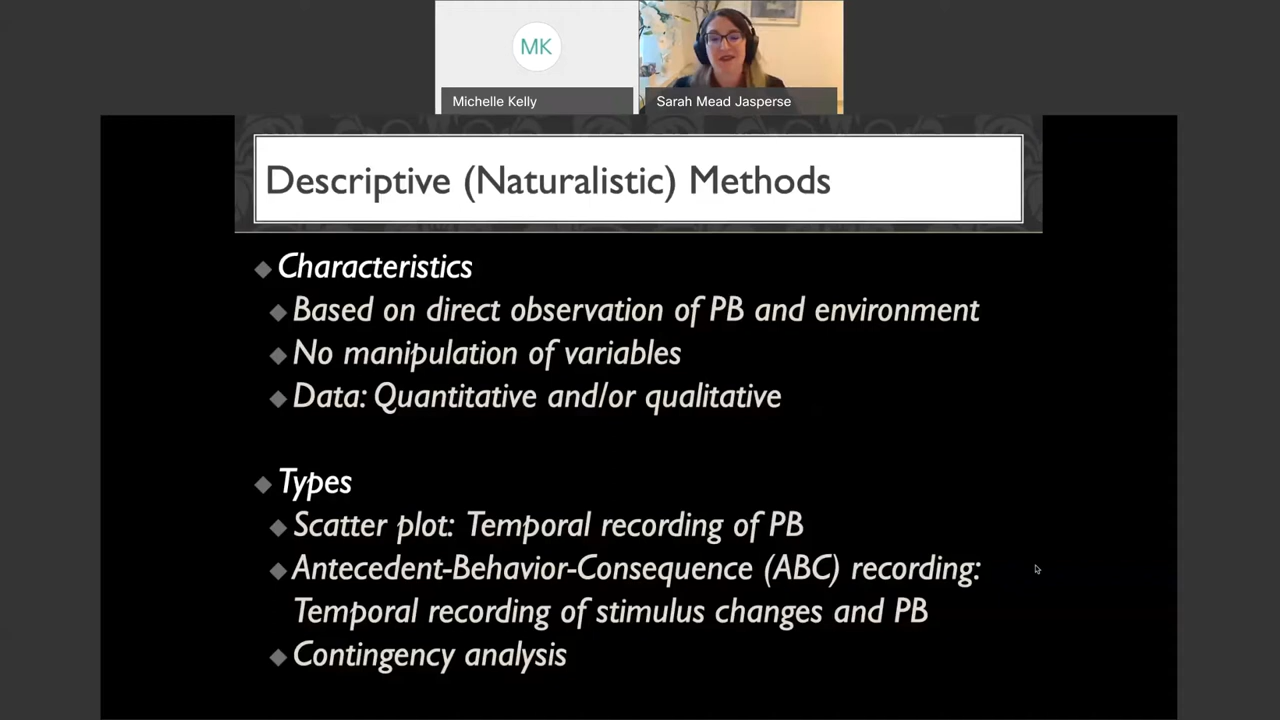 MK
Michelle Kelly
Sarah Mead Jasperse
Descriptive (Naturalistic) Methods
Characteristics
Based on direct observation of PB and environment
No manipulation of variables
Data: Quantitative and/or qualitative
Types
Scatter plot: Temporal recording of PB
Antecedent-Behavior-Consequence (ABC) recording:
Temporal recording of stimulus changes and PB
Contingency analysis